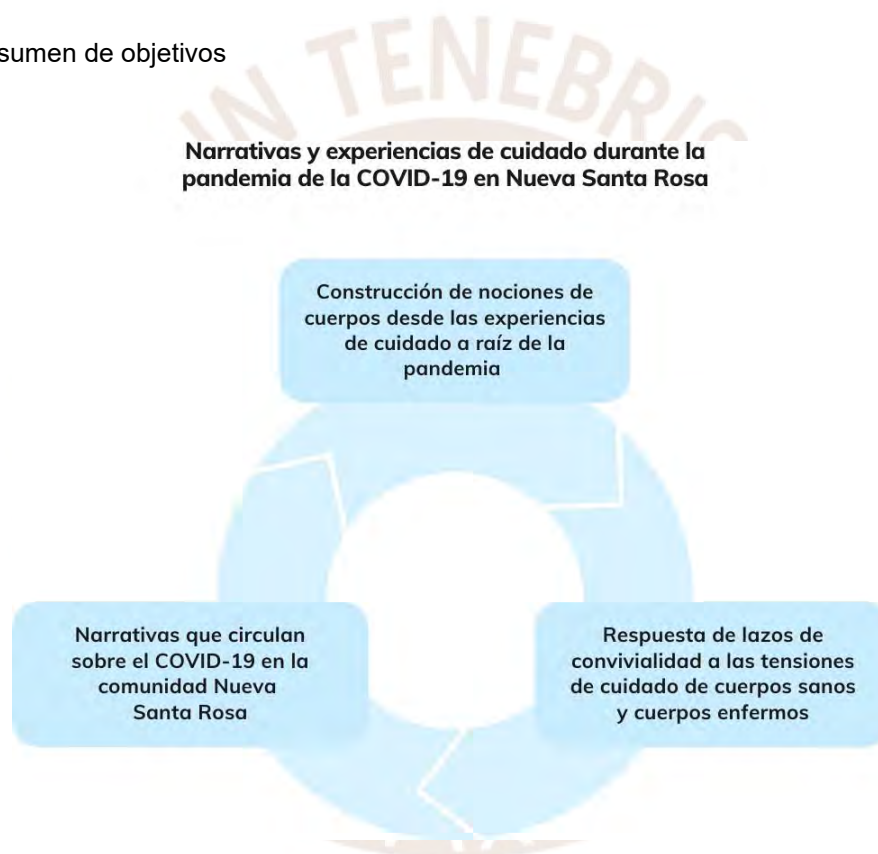 sumen de objetivos
IN TENEBRIS
Narrativas y experiencias de cuidado durante la
pandemia de la COVID-19 en Nueva Santa Rosa
Construcción de nociones de
cuerpos desde las experiencias
de cuidado a raíz de la
pandemia
Narrativas que circulan
sobre el COVID-19 en la
comunidad Nueva
Santa Rosa
Respuesta de lazos de
convivialidad a las tensiones
de cuidado de cuerpos sanos
y cuerpos enfermos